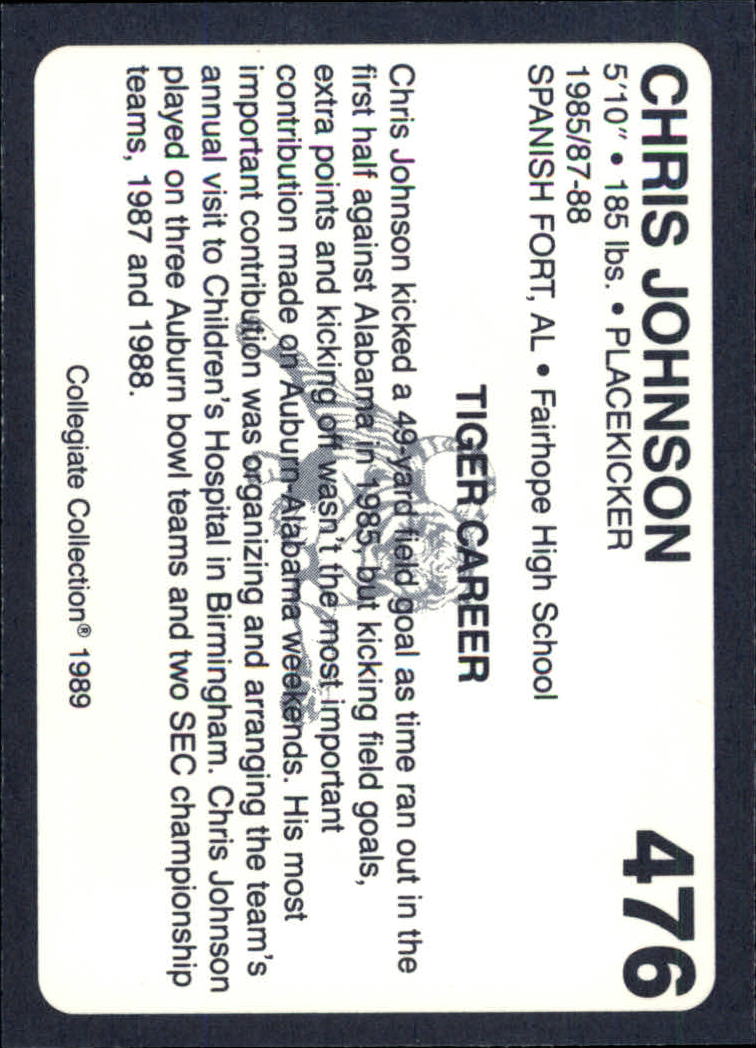 CHRIS JOHNSON 476
5'10" • 185 lbs. • PLACEKICKER
1985/87-88
SPANISH FORT, AL • Fairhope High School
TIGER CAREER
Chris Johnson kicked a 49-yard field goal as time ran out in the
first half against Alabama in 1985, but kicking field goals,
extra points and kicking off wasn't the most important
contribution made on Auburn-Alabama weekends. His most
important contribution was organizing and arranging the team's
annual visit to Children's Hospital in Birmingham. Chris Johnson
played on three Auburn bowl teams and two SEC championship
teams, 1987 and 1988.
Collegiate Collection® 1989